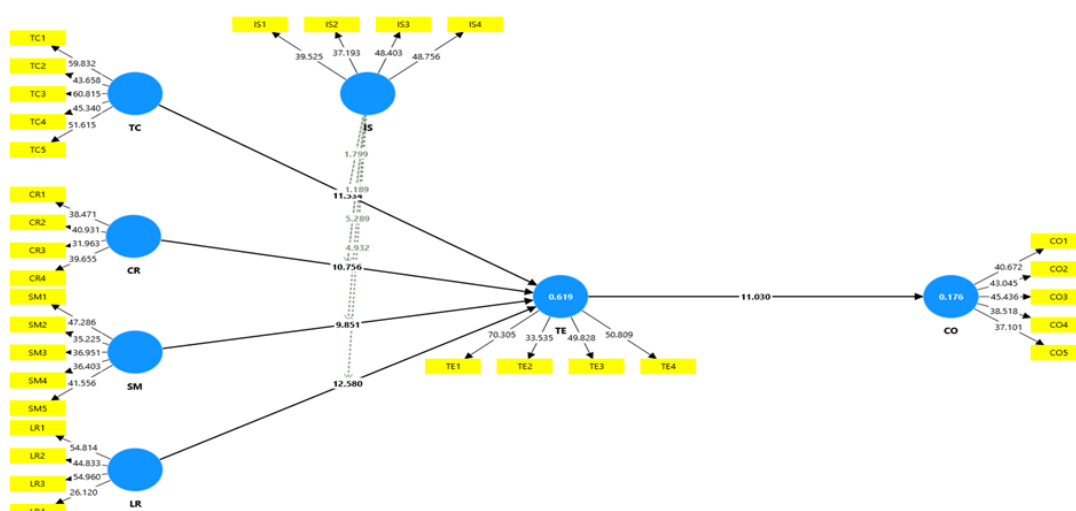 IS1
IS2
IS3
IS4
39.525
37.193
48.403
48.756
IS
TC1
TC2
TC3
TC4
TC5
59.832
43.658
60.815
45.340
51.615
TC
1.799
1.189
5.289
4.932
CR1
CR2
CR3
CR4
38.471
40.931
31.963
39.655
CR
10.756
SM1
SM2
SM3
SM4
SM5
47.286
35.225
36.951
36.403
41.556
SM
9.851
LR1
LR2
LR3
54.814
44.833
54.960
26.120
LR
12.580
0.619
TE
70.305
33.535
49.828
50.809
TE1
TE2
TE3
TE4
11.030
0.176
CO
40.672
43.045
45.436
38.518
37.101
CO1
CO2
CO3
CO4
CO5